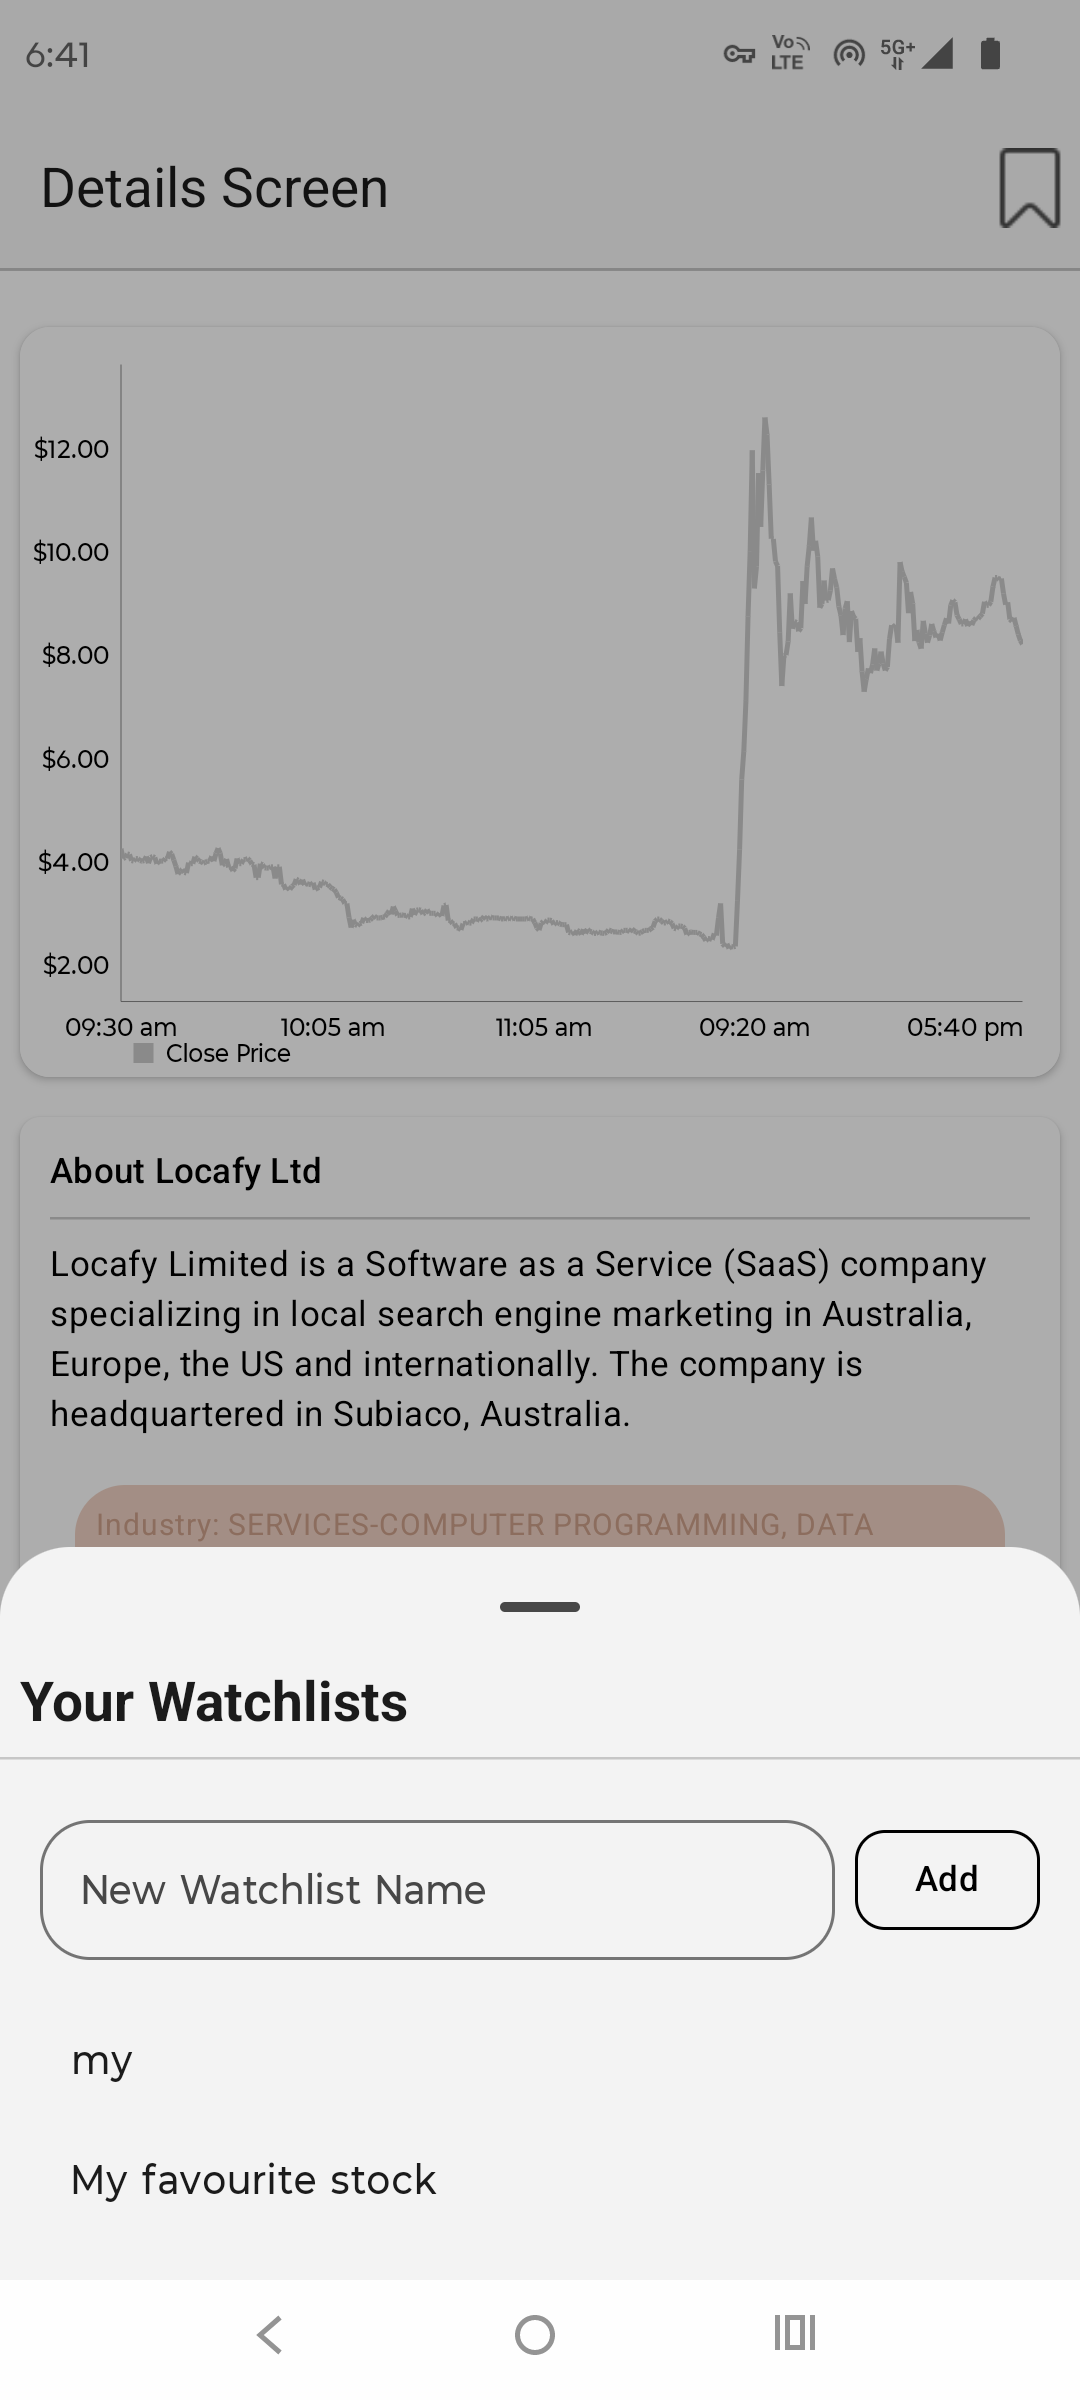 6:41
Vo
LTE
5G+
Details Screen
$12.00
$10.00
$8.00
$6.00
$4.00
$2.00
09:30 am 10:05 am 11:05 am 09:20 am 05:40 pm
Close Price
About Locafy Ltd
Locafy Limited is a Software as a Service (SaaS) company
specializing in local search engine marketing in Australia,
Europe, the US and internationally. The company is
headquartered in Subiaco, Australia.
Industry: SERVICES-COMPUTER PROGRAMMING, DATA
Your Watchlists
New Watchlist Name
Add
my
My favourite stock